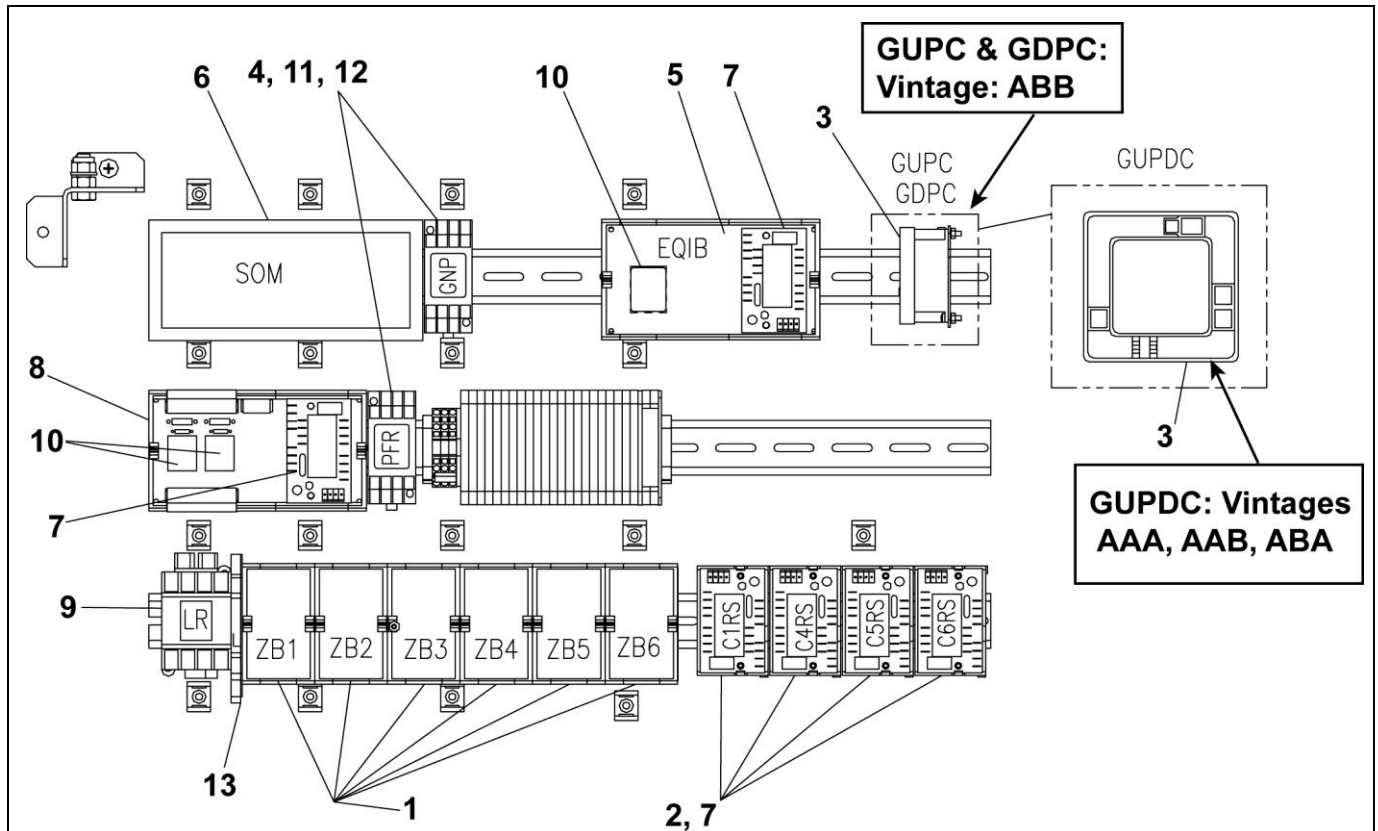 GUPC & GDPC:
Vintage: ABB
6
4, 11, 12
10
5
7
3
GUPC
GDPC
GUPDC
SOM
GNP
EQIB
8
10
7
PFR
3
GUPDC: Vintages
AAA, AAB, ABA
9
LR
ZB1
ZB2
ZB3
ZB4
ZB5
ZB6
C1RS
C4RS
C5RS
C6RS
13
1
2, 7